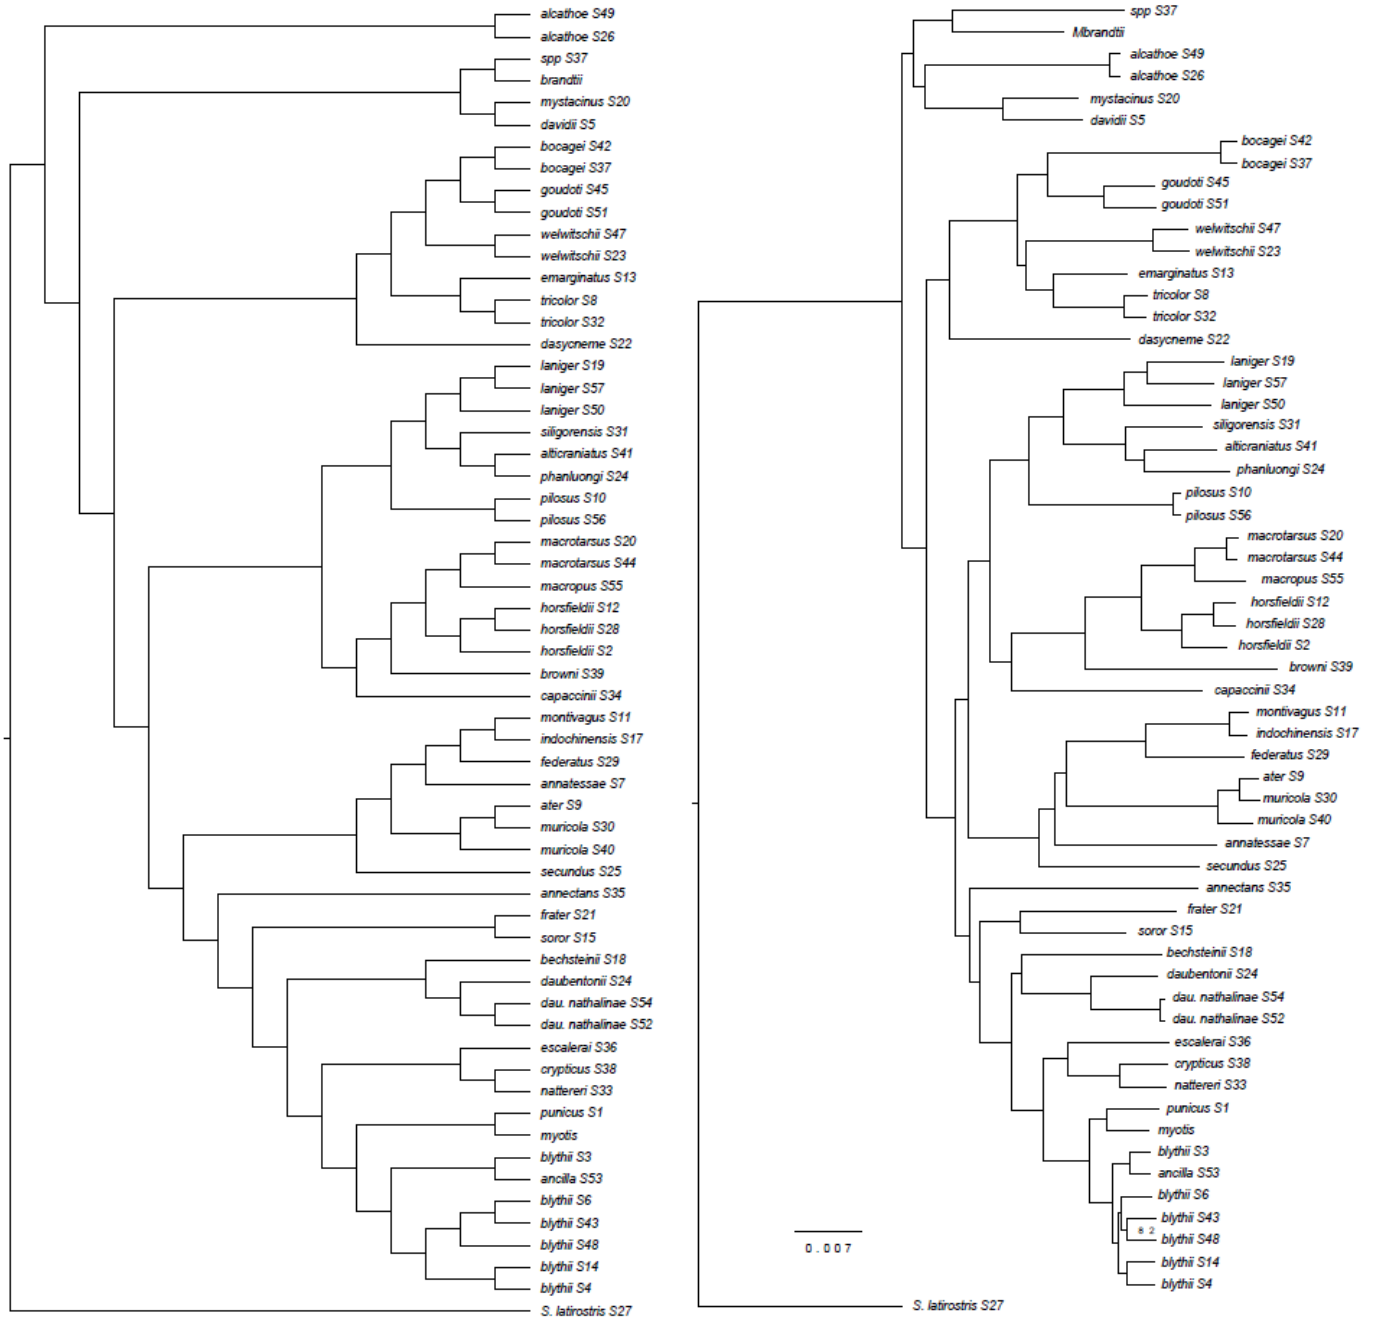 alcathoe S49
alcathoe S26
spp S37
brandtii
mystacinus S20
davidii S5
bocagei S42
bocagei S37
goudoti S45
goudoti S51
welwitschii S47
welwitschii S23
emarginatus S13
tricolor S8
tricolor S32
dasycneme S22
laniger S19
laniger S57
laniger S50
siligorensis S31
alticraniatus S41
phanluongi S24
pilosus S10
pilosus S56
macrotarsus S20
macrotarsus S44
macropus S55
horsfieldii S12
horsfieldii S28
horsfieldii S2
browni S39
capaccinii S34
montivagus S11
indochinensis S17
federatus S29
annatessae S7
ater S9
muricola S30
muricola S40
secundus S25
annectans S35
frater S21
soror S15
bechsteinii S18
daubentonii S24
dau. nathalinae S54
dau. nathalinae S52
escalerai S36
crypticus S38
nattereri S33
punicus S1
myotis
blythii S3
ancilla S53
blythii S6
blythii S43
blythii S48
blythii S14
blythii S4
S. latirostris S27
spp S37
Mbrandtii
alcathoe S49
alcathoe S26
mystacinus S20
davidii S5
bocagei S42
bocagei S37
goudoti S45
goudoti S51
welwitschii S47
welwitschii S23
emarginatus S13
tricolor S8
tricolor S32
dasycneme S22
laniger S19
laniger S57
laniger S50
siligorensis S31
alticraniatus S41
phanluongi S24
pilosus S10
pilosus S56
macrotarsus S20
macrotarsus S44
macropus S55
horsfieldii S12
horsfieldii S28
horsfieldii S2
browni S39
capaccinii S34
montivagus S11
indochinensis S17
federatus S29
ater S9
muricola S30
muricola S40
annatessae S7
secundus S25
annectans S35
frater S21
soror S15
bechsteinii S18
daubentonii S24
dau. nathalinae S54
dau. nathalinae S52
escalerai S36
crypticus S38
nattereri S33
punicus S1
myotis
blythii S3
ancilla S53
blythii S6
blythii S43
82
blythii S48
blythii S14
blythii S4
0.007
S. latirostris S27